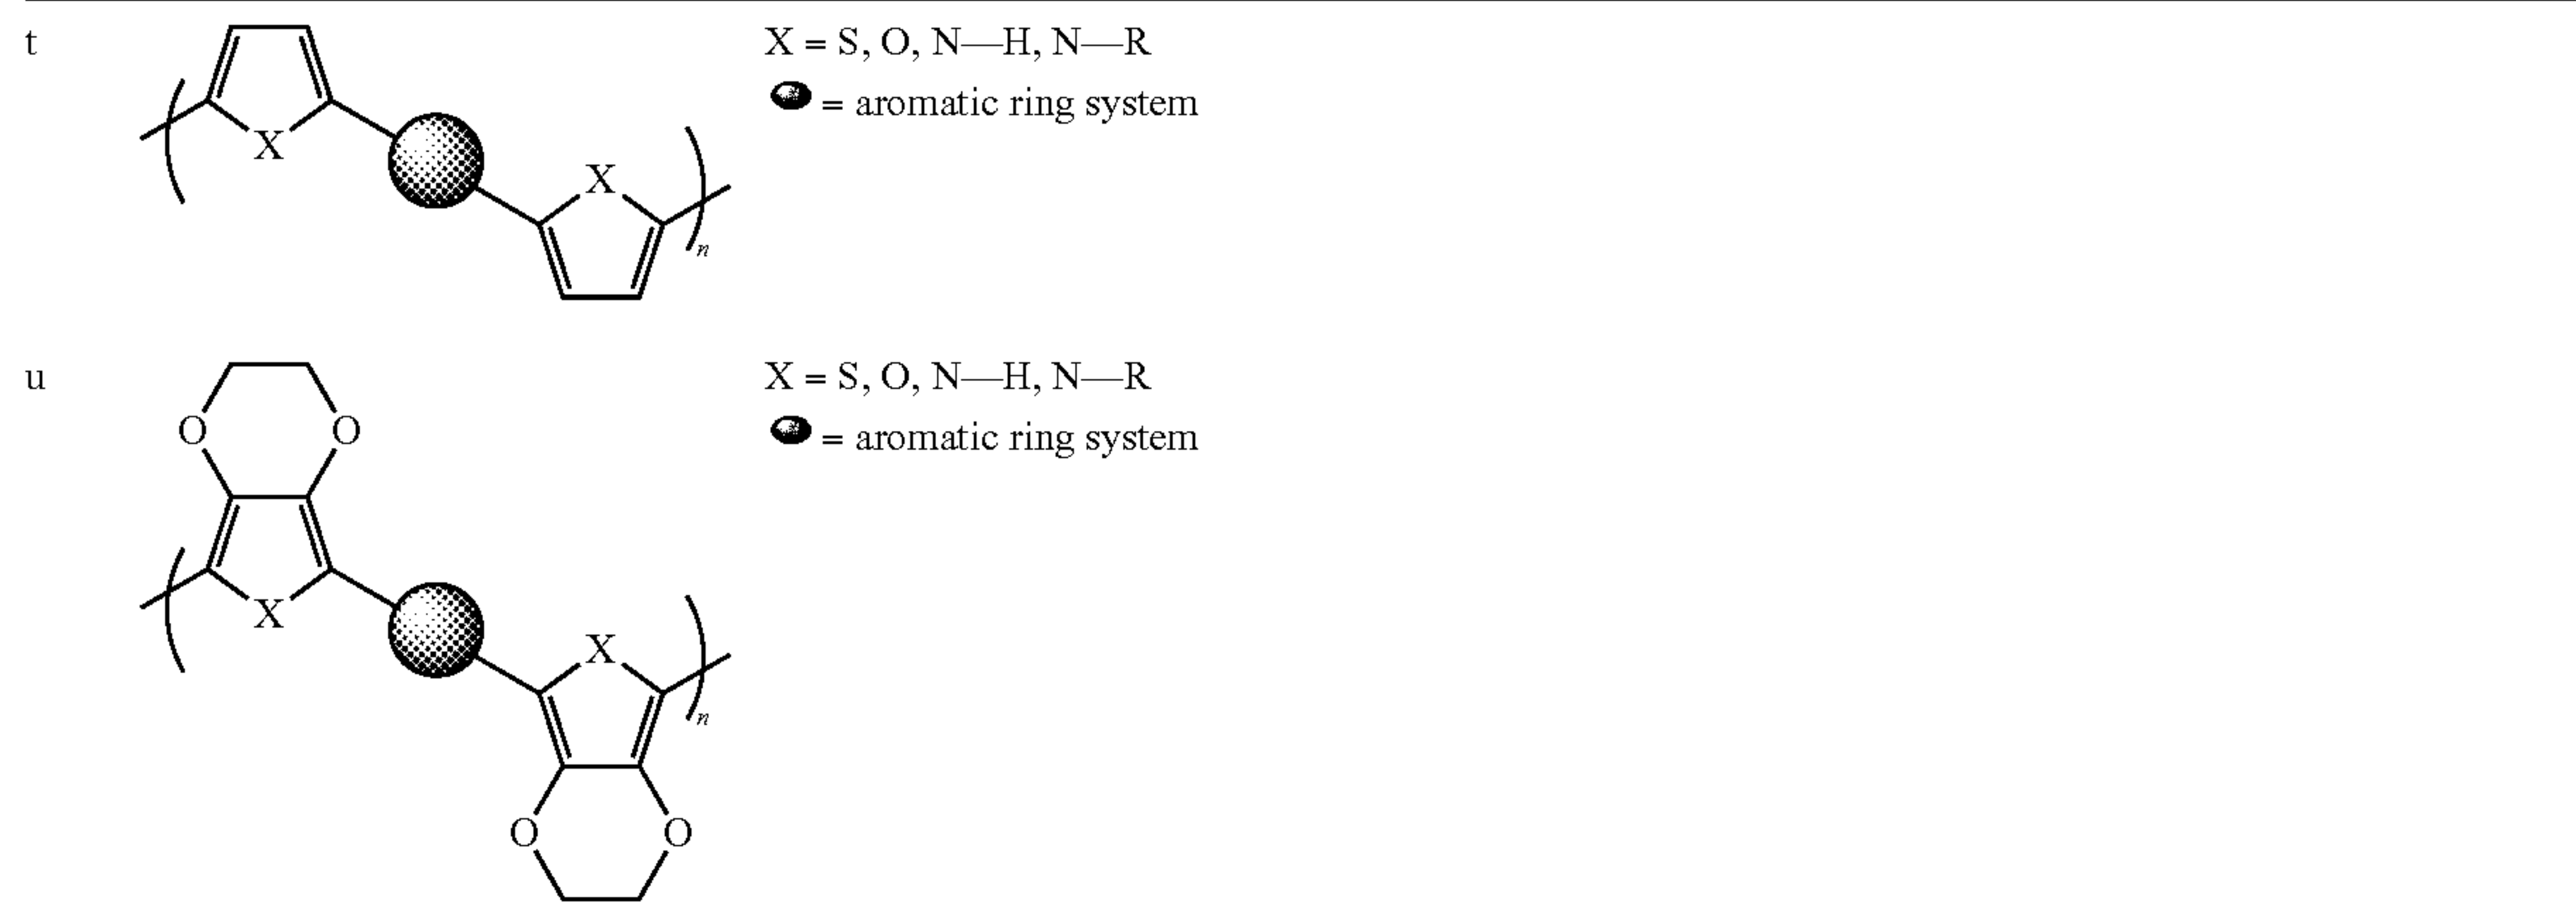 t
X = S, O, N—H, N—R
= aromatic ring system
X
X
n
u
X = S, O, N—H, N—R
= aromatic ring system
O
O
X
X
n
O
O